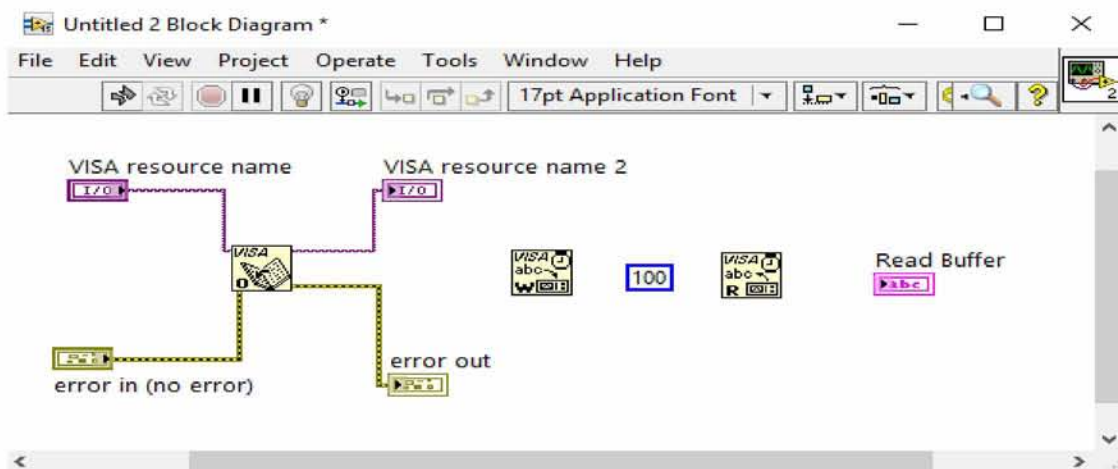 Untitled 2 Block Diagram *
File Edit View Project Operate Tools Window Help
17pt Application Font
2
VISA resource name
VISA resource name 2
I/O
I/O
VISA
O
VISA
abc
W
100
VISA
abc
R
Read Buffer
abc
error in (no error)
error out